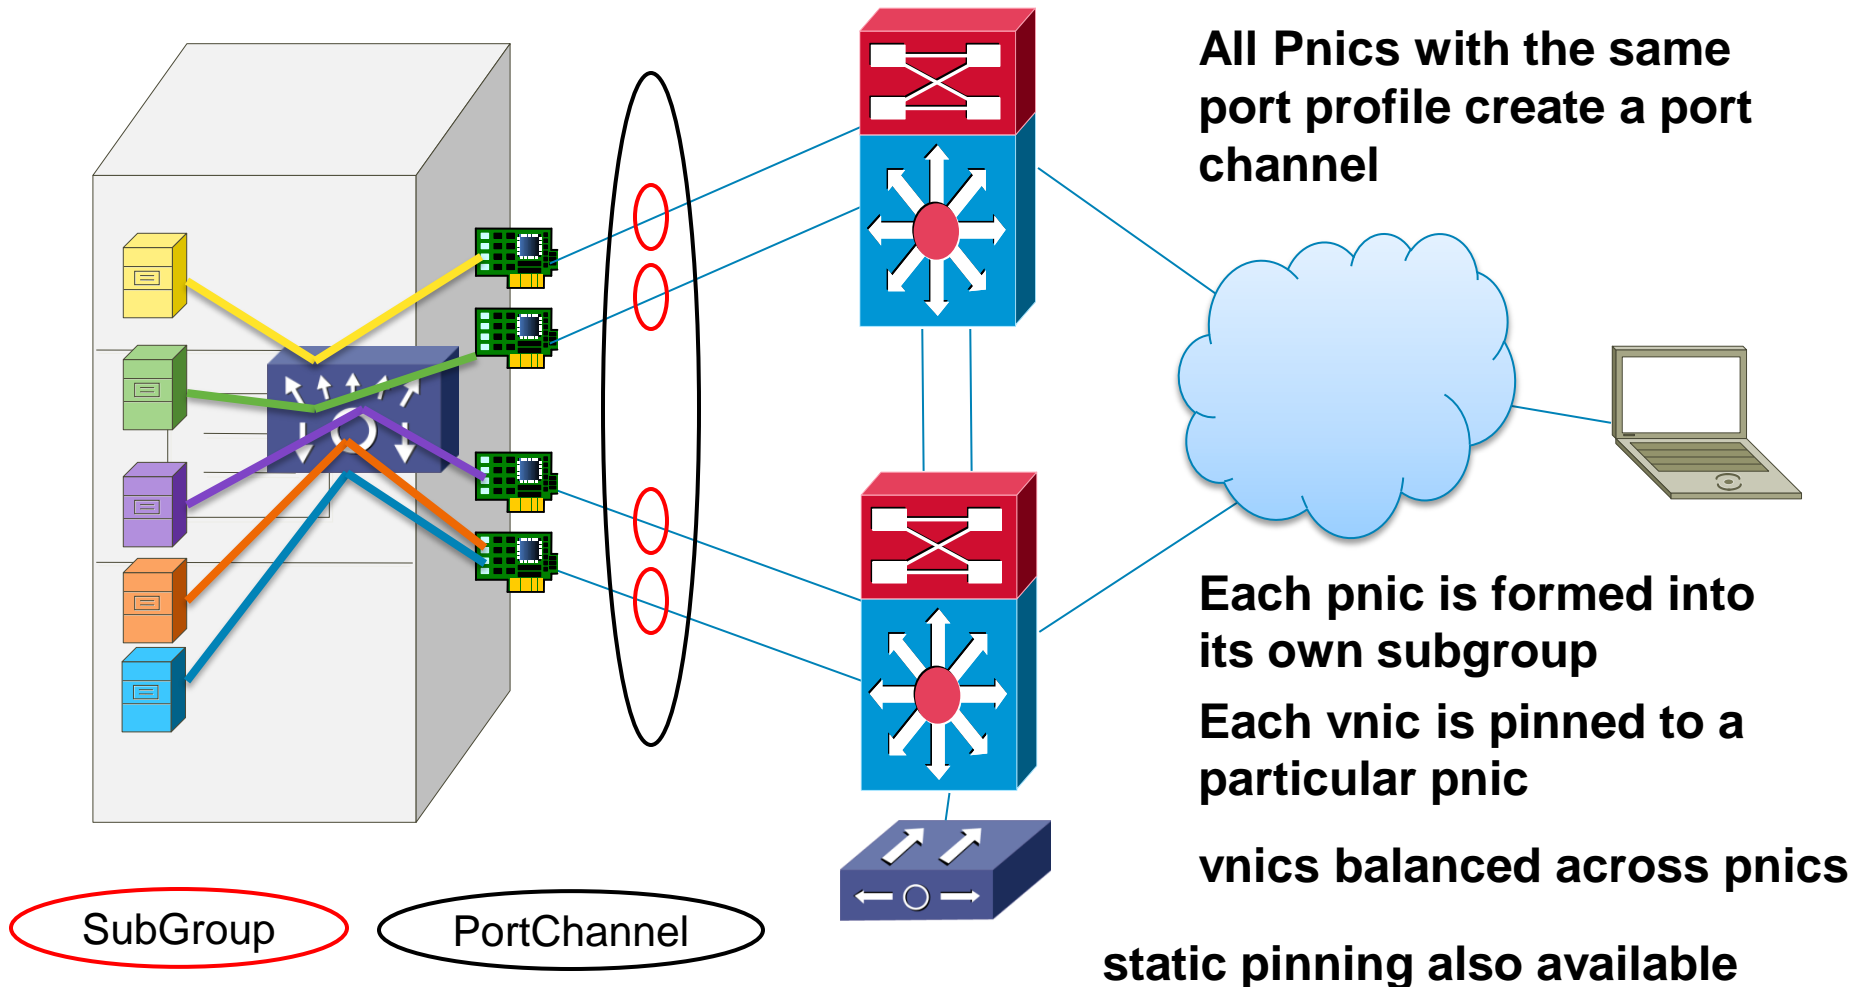 All Pnics with the same
port profile create a port
channel
Each pnic is formed into
its own subgroup
Each vnic is pinned to a
particular pnic
vnics balanced across pnics
SubGroup
PortChannel
static pinning also available